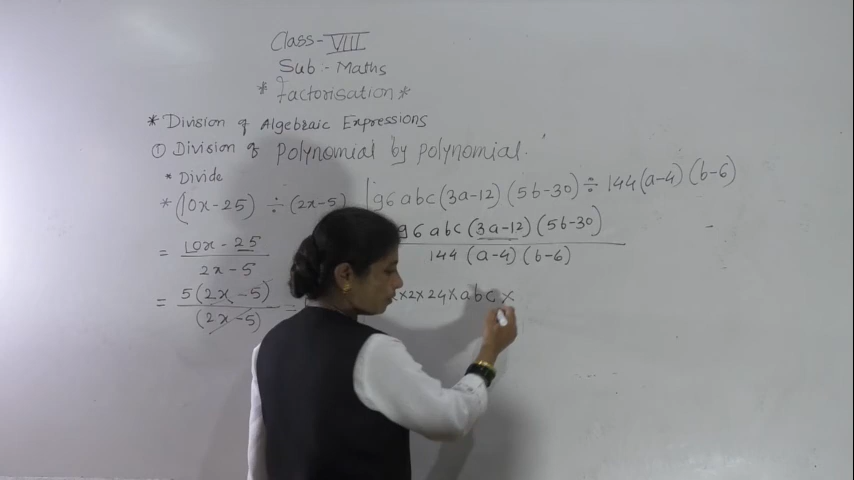 Class-VIII
Sub:- Maths
*Factorisation*
* Division of Algebraic Expressions
① Division of Polynomial by polynomial.
* Divide
* (10x-25) ÷ (2x-5)
= 10x - 25 / 2x - 5
= 5(2x - 5) / (2x - 5) =
96 abc (3a-12) (5b-30) ÷ 144 (a-4) (b-6)
96 abc (3a-12) (5b-30) / 144 (a-4) (b-6)
x2x24xabcx